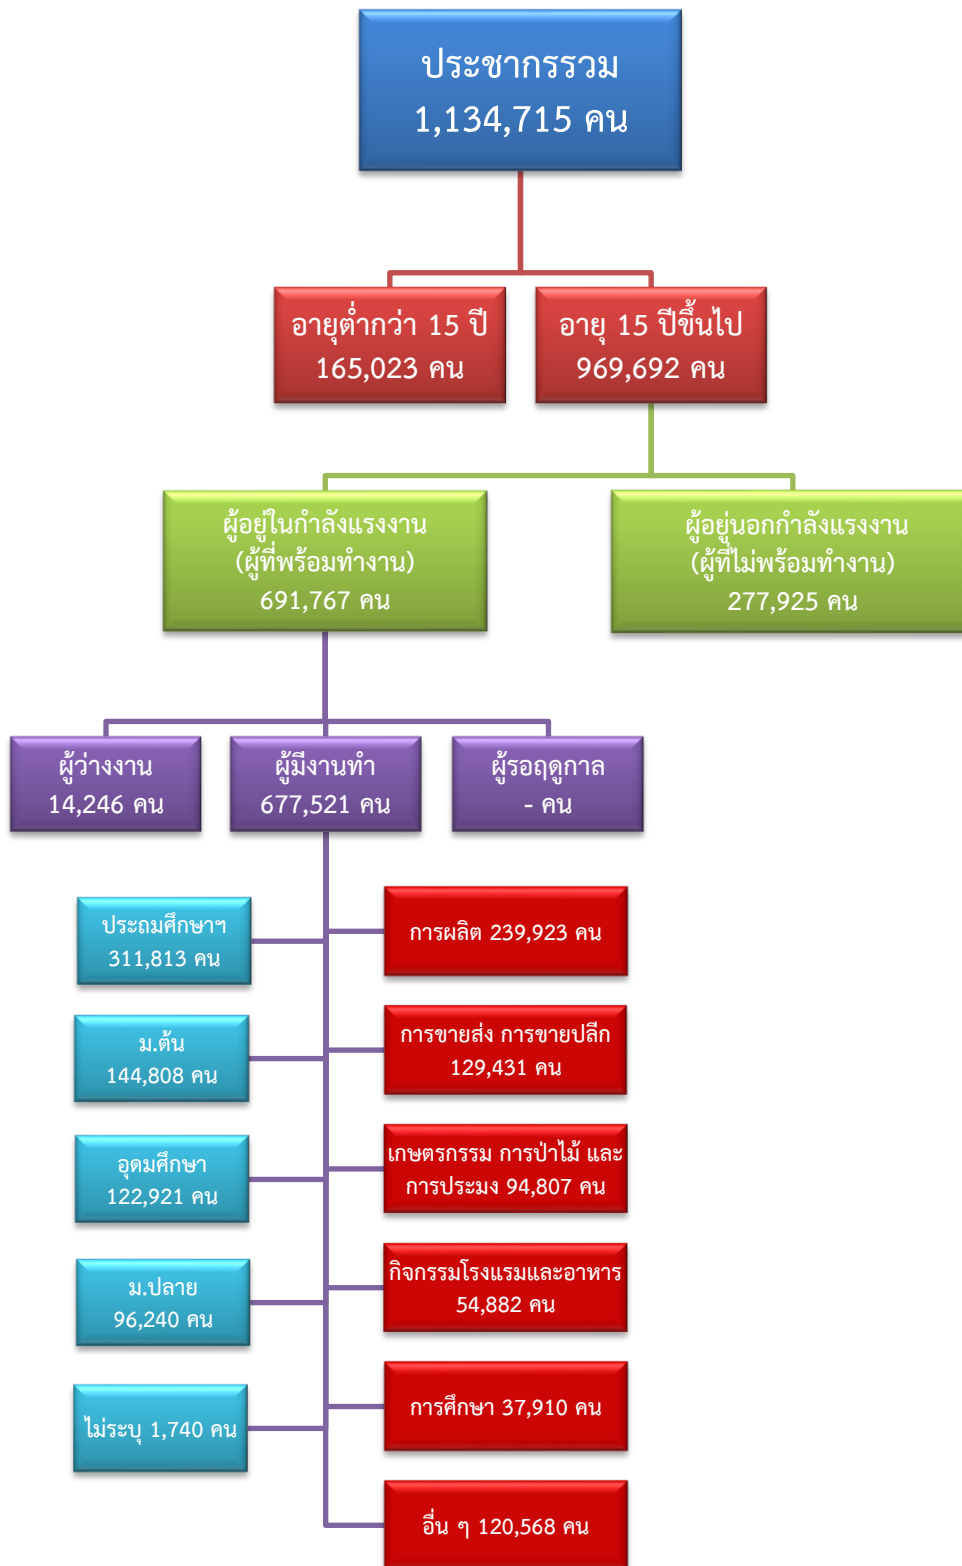 ประชากรรวม
1,134,715 คน
อายุต่ำกว่า 15 ปี
165,023 คน
อายุ 15 ปีขึ้นไป
969,692 คน
ผู้อยู่ในกำลังแรงงาน
(ผู้ที่พร้อมทำงาน)
691,767 คน
ผู้อยู่นอกกำลังแรงงาน
(ผู้ที่ไม่พร้อมทำงาน)
277,925 คน
ผู้ว่างงาน
14,246 คน
ผู้มีงานทำ
677,521 คน
ผู้รอฤดูกาล
- คน
ประถมศึกษาฯ
311,813 คน
ม.ต้น
144,808 คน
อุดมศึกษา
122,921 คน
ม.ปลาย
96,240 คน
ไม่ระบุ 1,740 คน
การผลิต 239,923 คน
การขายส่ง การขายปลีก
129,431 คน
เกษตรกรรม การป่าไม้ และ
การประมง 94,807 คน
กิจกรรมโรงแรมและอาหาร
54,882 คน
การศึกษา 37,910 คน
อื่น ๆ 120,568 คน